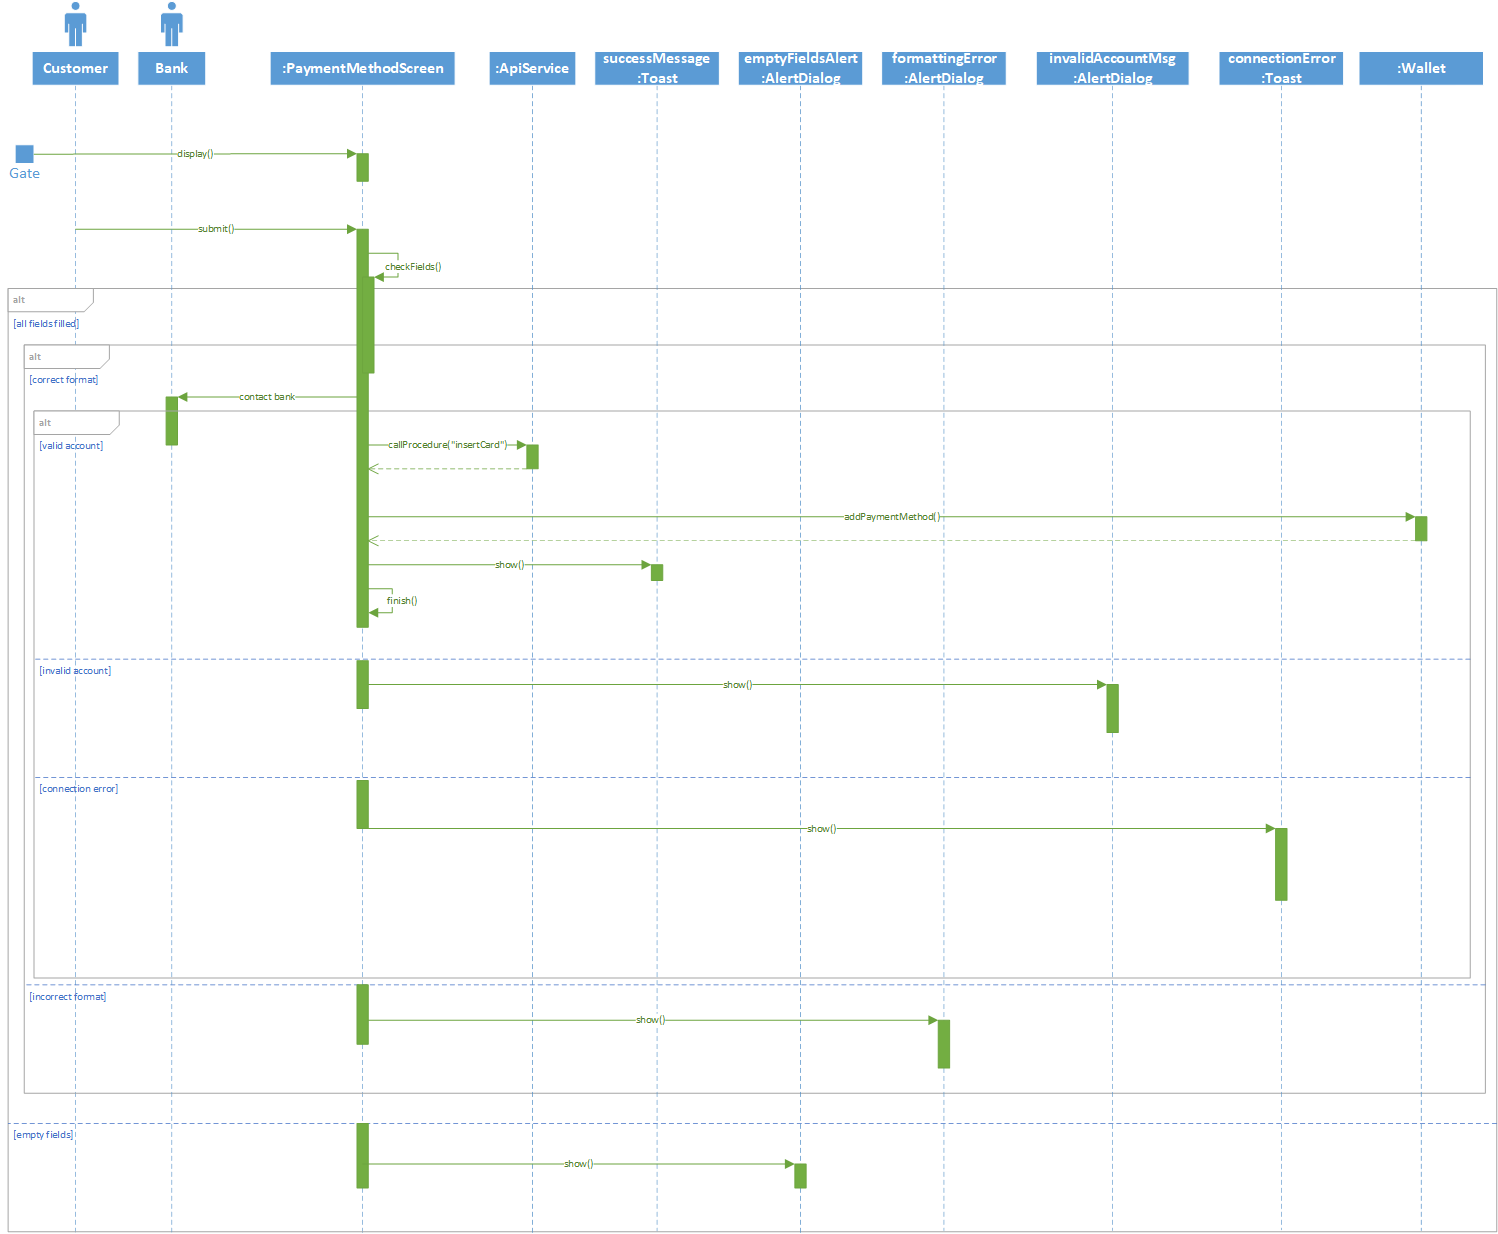 Customer
Bank
:PaymentMethodScreen
:ApiService
successMessage
:Toast
emptyFieldsAlert
:AlertDialog
formattingError
:AlertDialog
invalidAccountMsg
:AlertDialog
connectionError
:Toast
:Wallet
display()
Gate
submit()
checkFields()
alt
[all fields filled]
alt
[correct format]
contact bank
alt
[valid account]
callProcedure("insertCard")
addPaymentMethod()
show()
finish()
[invalid account]
show()
[connection error]
show()
[incorrect format]
show()
[empty fields]
show()